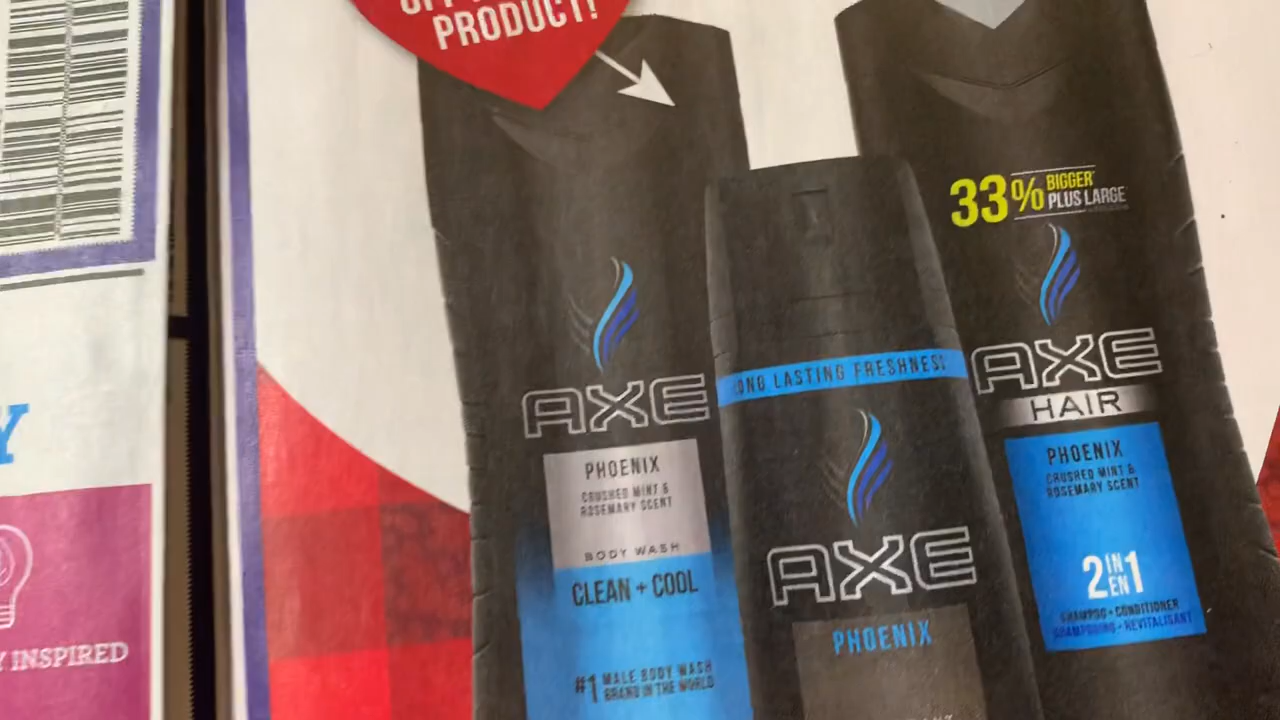 PRODUCT!
33% BIGGER*
PLUS LARGE
AXE
PHOENIX
CRUSHED MINT &
ROSEMARY SCENT
BODY WASH
CLEAN + COOL
#1 MALE BODY WASH
BRAND IN THE WORLD
LONG LASTING FRESHNESS
AXE
PHOENIX
AXE
HAIR
PHOENIX
CRUSHED MINT &
ROSEMARY SCENT
2 IN EN 1
SHAMPOO + CONDITIONER
SHAMPOOING + REVITALISANT
Y
INSPIRED